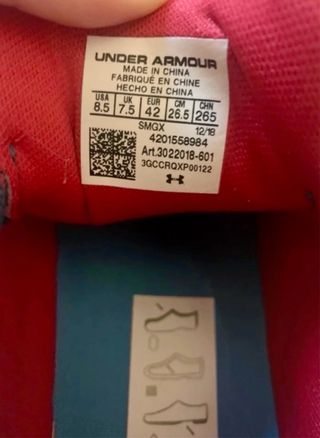 UNDER ARMOUR
MADE IN CHINA
FABRIQUÉ EN CHINE
HECHO EN CHINA
USA UK EUR CM CHN
8.5 7.5 42 26.5 265
SMGX 12/18
4201558984
Art.3022018-601
3GCCRQXP00122